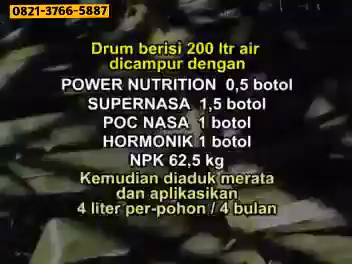 0821-3766-5887
Drum berisi 200 ltr air
dicampur dengan
POWER NUTRITION 0,5 botol
SUPERNASA 1,5 botol
POC NASA 1 botol
HORMONIK 1 botol
NPK 62,5 kg
Kemudian diaduk merata
dan aplikasikan
4 liter per-pohon / 4 bulan